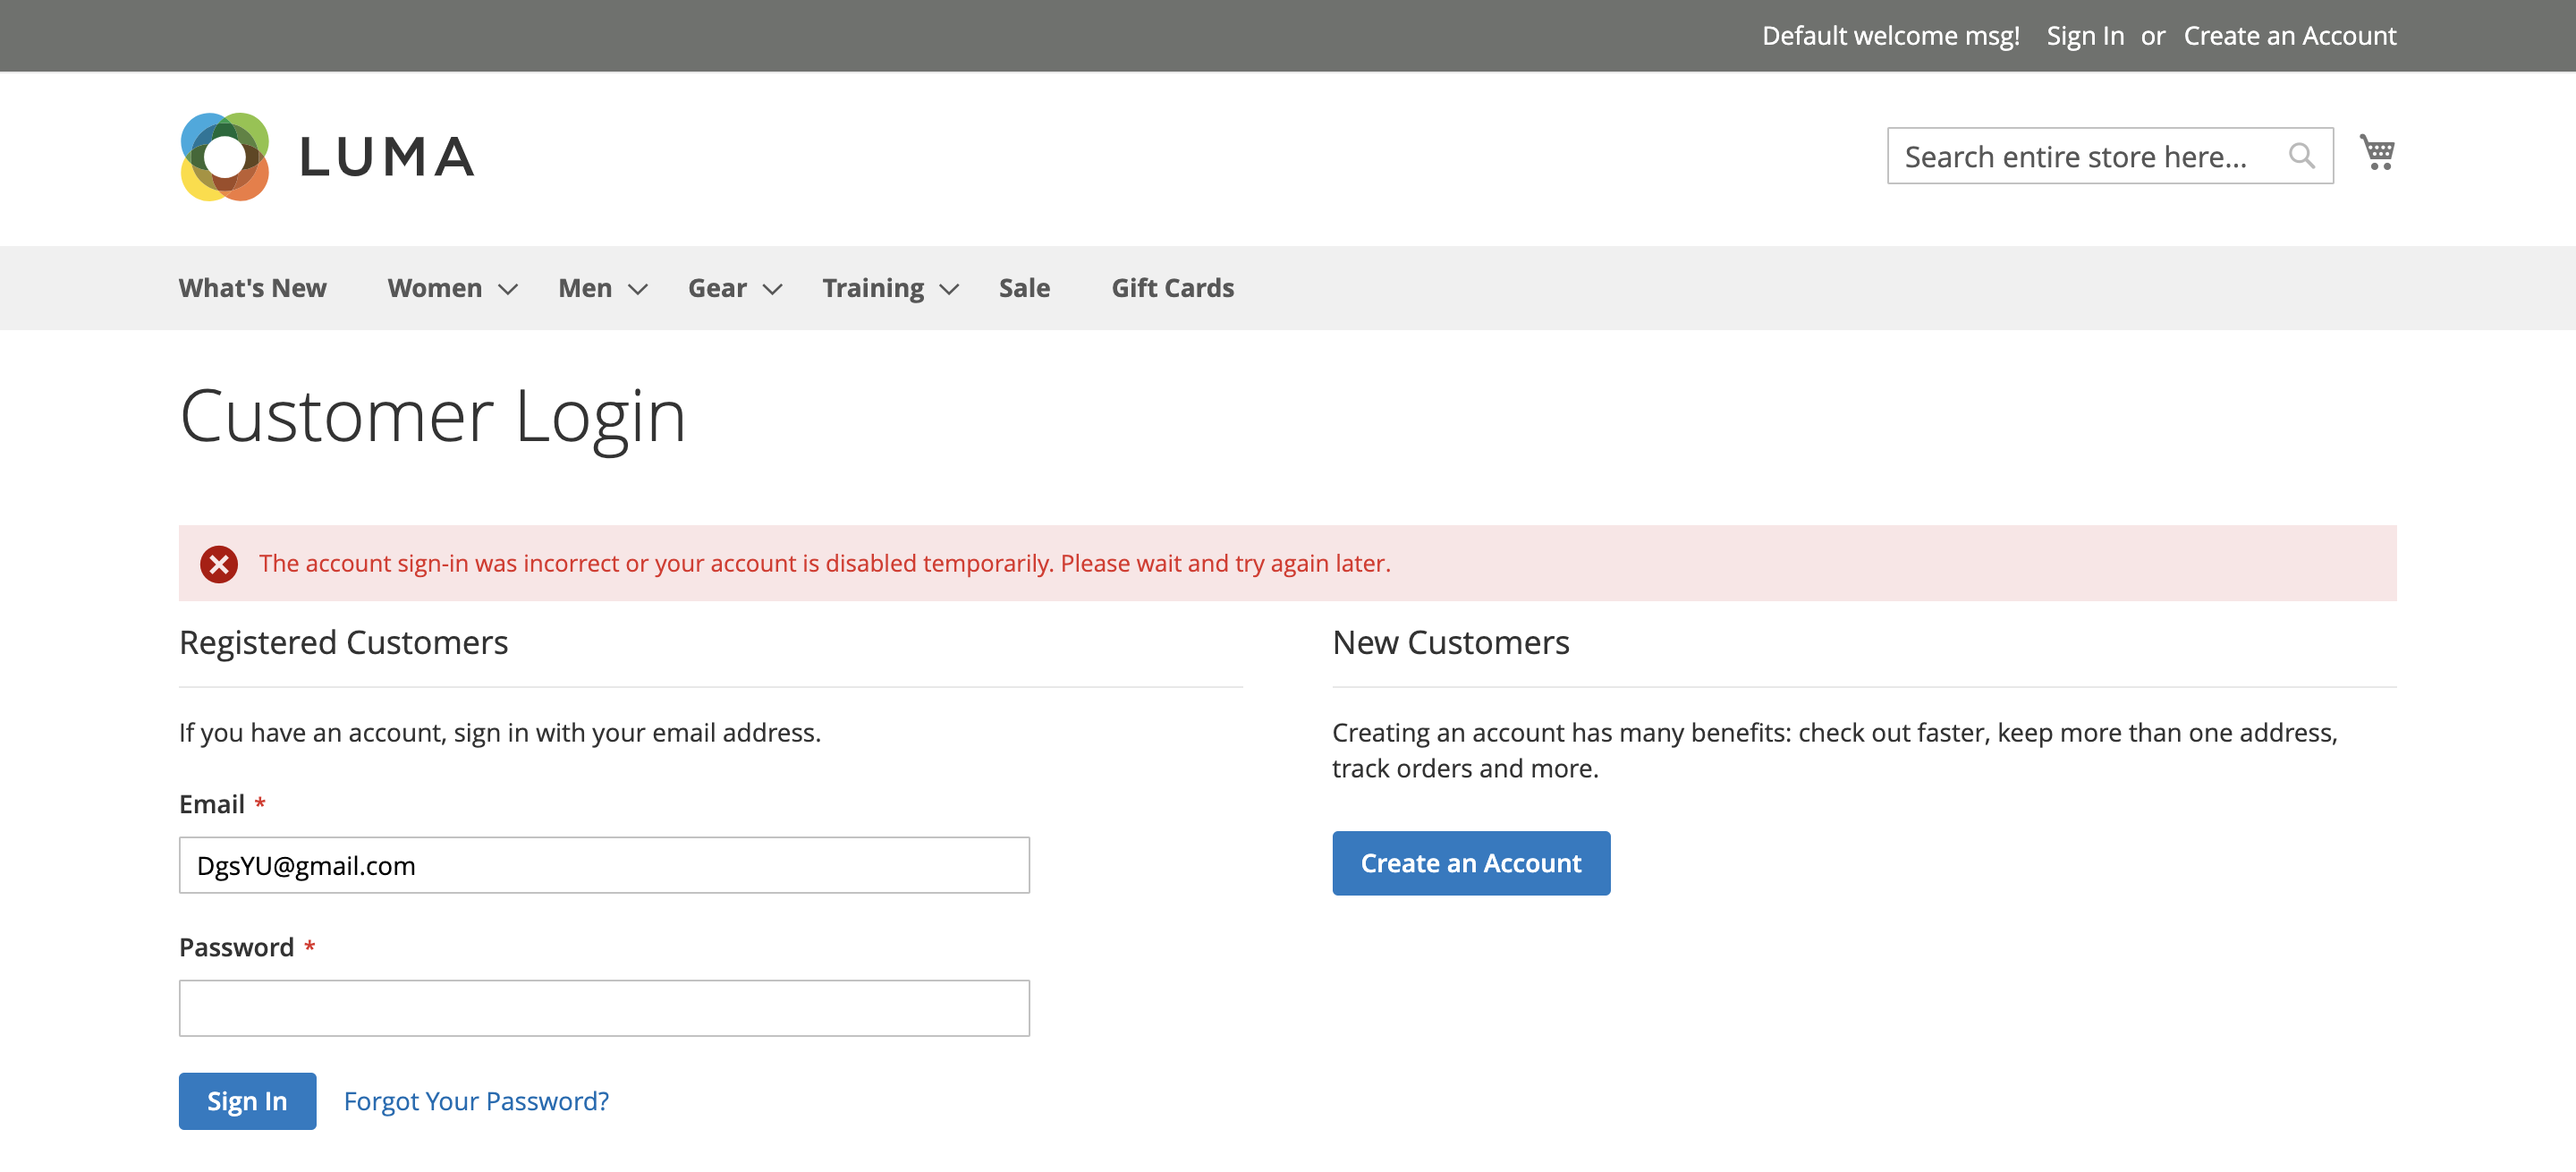 Default welcome msg! Sign In or Create an Account
LUMA
Search entire store here...
What's New Women Men Gear Training Sale Gift Cards
Customer Login
The account sign-in was incorrect or your account is disabled temporarily. Please wait and try again later.
Registered Customers
If you have an account, sign in with your email address.
Email *
DgsYU@gmail.com
Password *
Sign In Forgot Your Password?
New Customers
Creating an account has many benefits: check out faster, keep more than one address,
track orders and more.
Create an Account